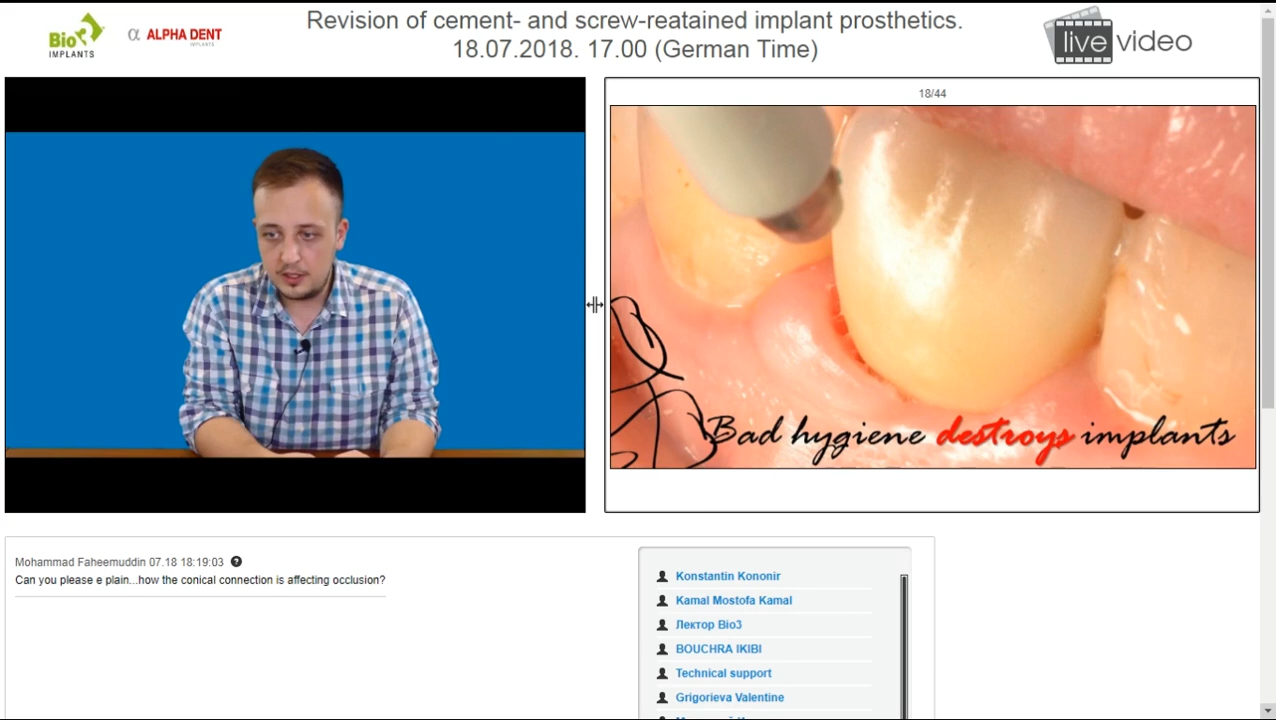 Revision of cement- and screw-reatained implant prosthetics.
18.07.2018. 17.00 (German Time)
Bio3
IMPLANTS
α ALPHA DENT
IMPLANTS
live video
18/44
Bad hygiene destroys implants
Mohammad Faheemuddin 07.18 18:19:03 ?
Can you please e plain...how the conical connection is affecting occlusion?
Konstantin Kononir
Kamal Mostofa Kamal
Лектор Bio3
BOUCHRA IKIBI
Technical support
Grigorieva Valentine